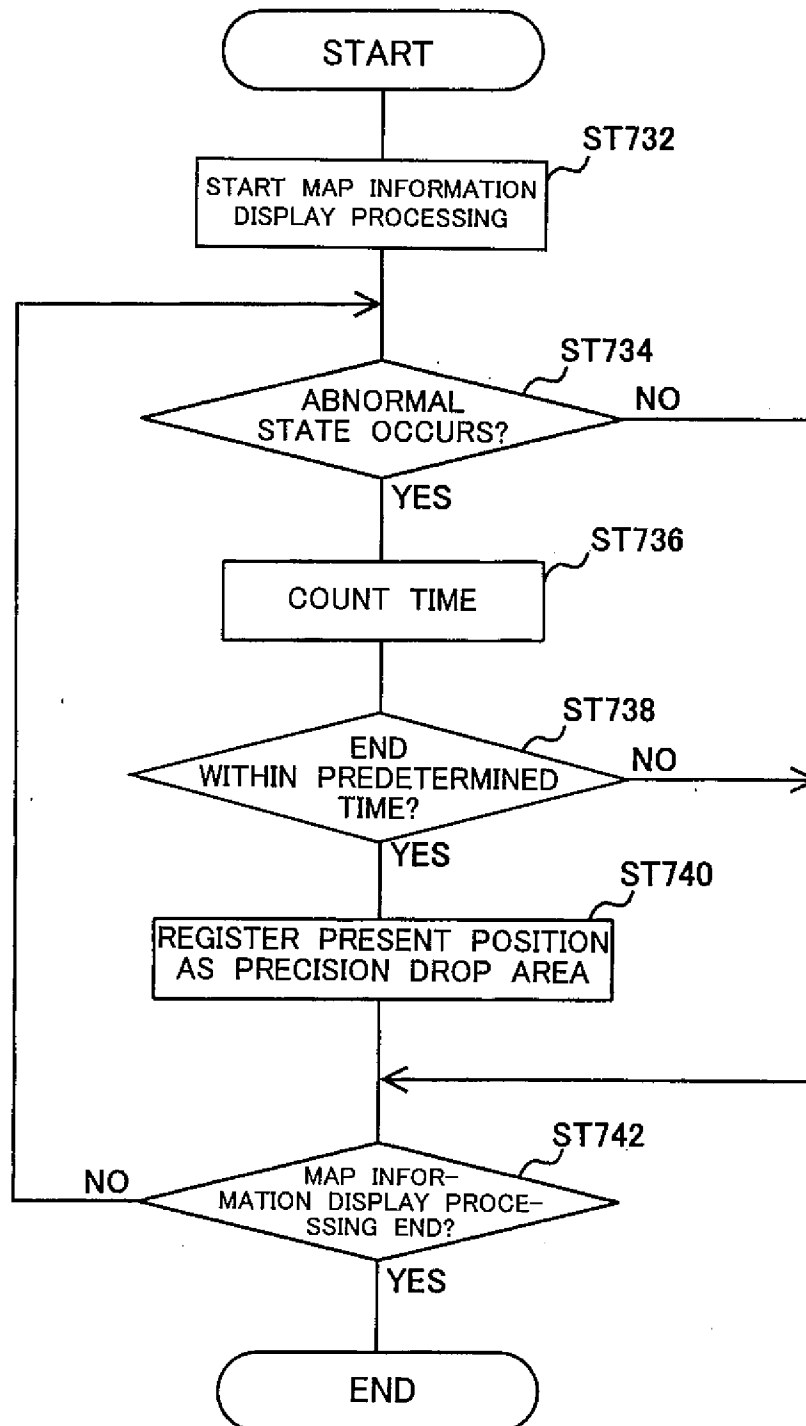 START
ST732
START MAP INFORMATION
DISPLAY PROCESSING
ST734
ABNORMAL
STATE OCCURS?
NO
YES
ST736
COUNT TIME
ST738
END
WITHIN PREDETERMINED
TIME?
NO
YES
ST740
REGISTER PRESENT POSITION
AS PRECISION DROP AREA
ST742
MAP INFOR-
MATION DISPLAY PROCE-
SSING END?
NO
YES
END